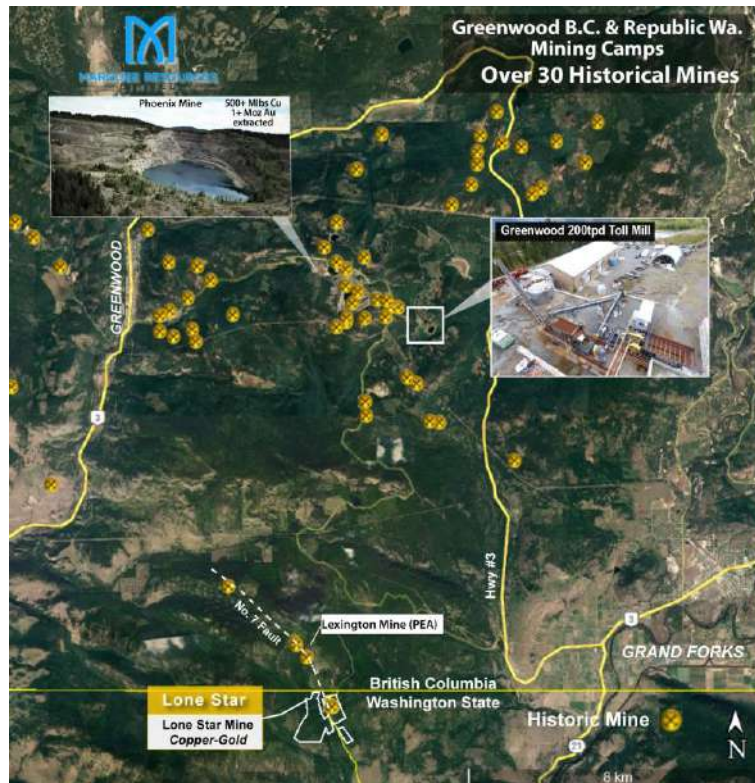 Greenwood B.C. & Republic Wa.
Mining Camps
Over 30 Historical Mines
Phoenix Mine
500+ Mlbs Cu
1+ Moz Au
extracted
Greenwood 200tpd Toll Mill
GREENWOOD
3
Hwy #3
No. 7 Fault
Lexington Mine (PEA)
3
GRAND FORKS
British Columbia
Washington State
Lone Star
Lone Star Mine
Copper-Gold
Historic Mine
21
N
8 km